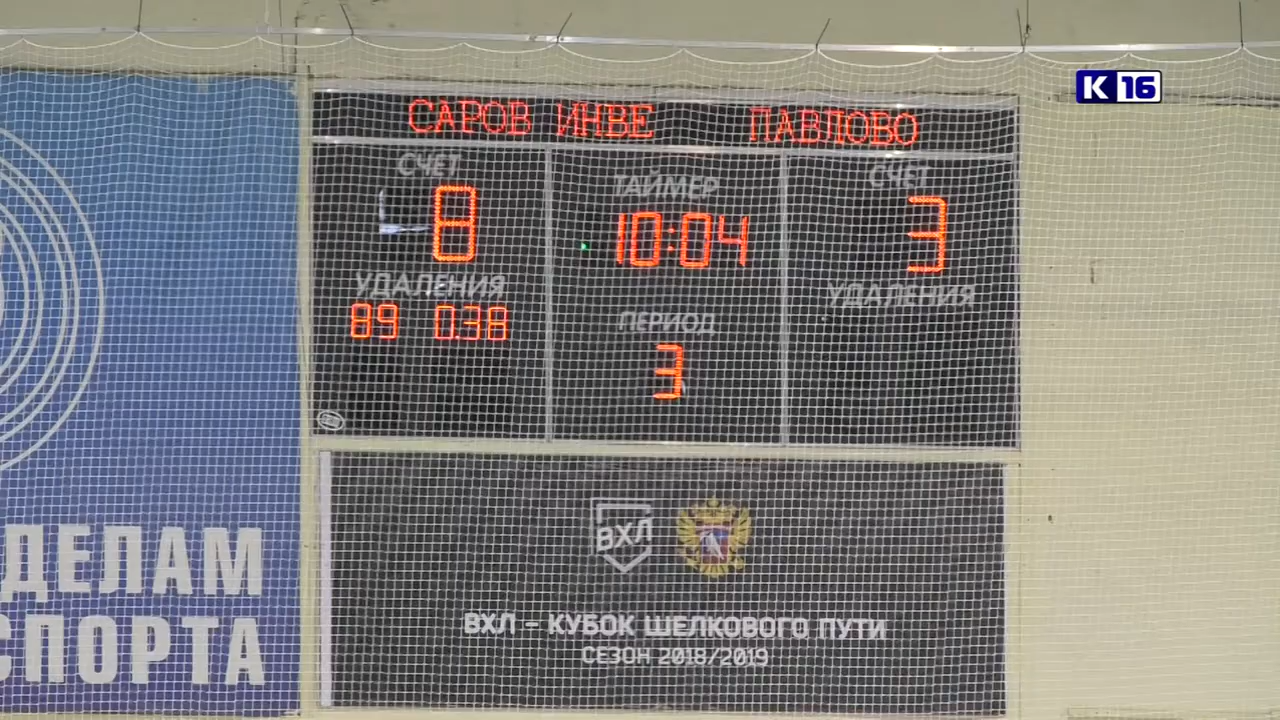 K 16
САРОВ ИНВЕ ПАВЛОВО
СЧЕТ ТАЙМЕР СЧЕТ
8 10:04 3
УДАЛЕНИЯ ПЕРИОД УДАЛЕНИЯ
89 0.38 3
ВХЛ
ВХЛ – КУБОК ШЕЛКОВОГО ПУТИ
СЕЗОН 2018/2019
ДЕЛАМ
СПОРТА